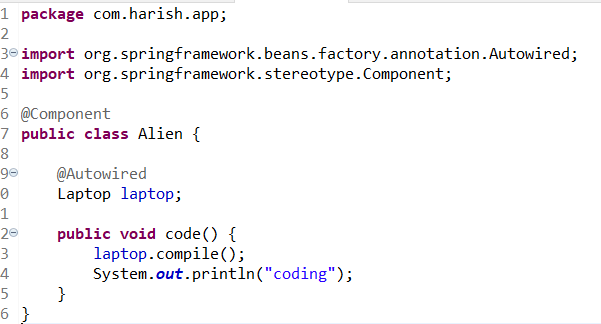 1 package com.harish.app;
2
3 import org.springframework.beans.factory.annotation.Autowired;
4 import org.springframework.stereotype.Component;
5
6 @Component
7 public class Alien {
8
9     @Autowired
0     Laptop laptop;
1
2     public void code() {
3         laptop.compile();
4         System.out.println("coding");
5     }
6 }